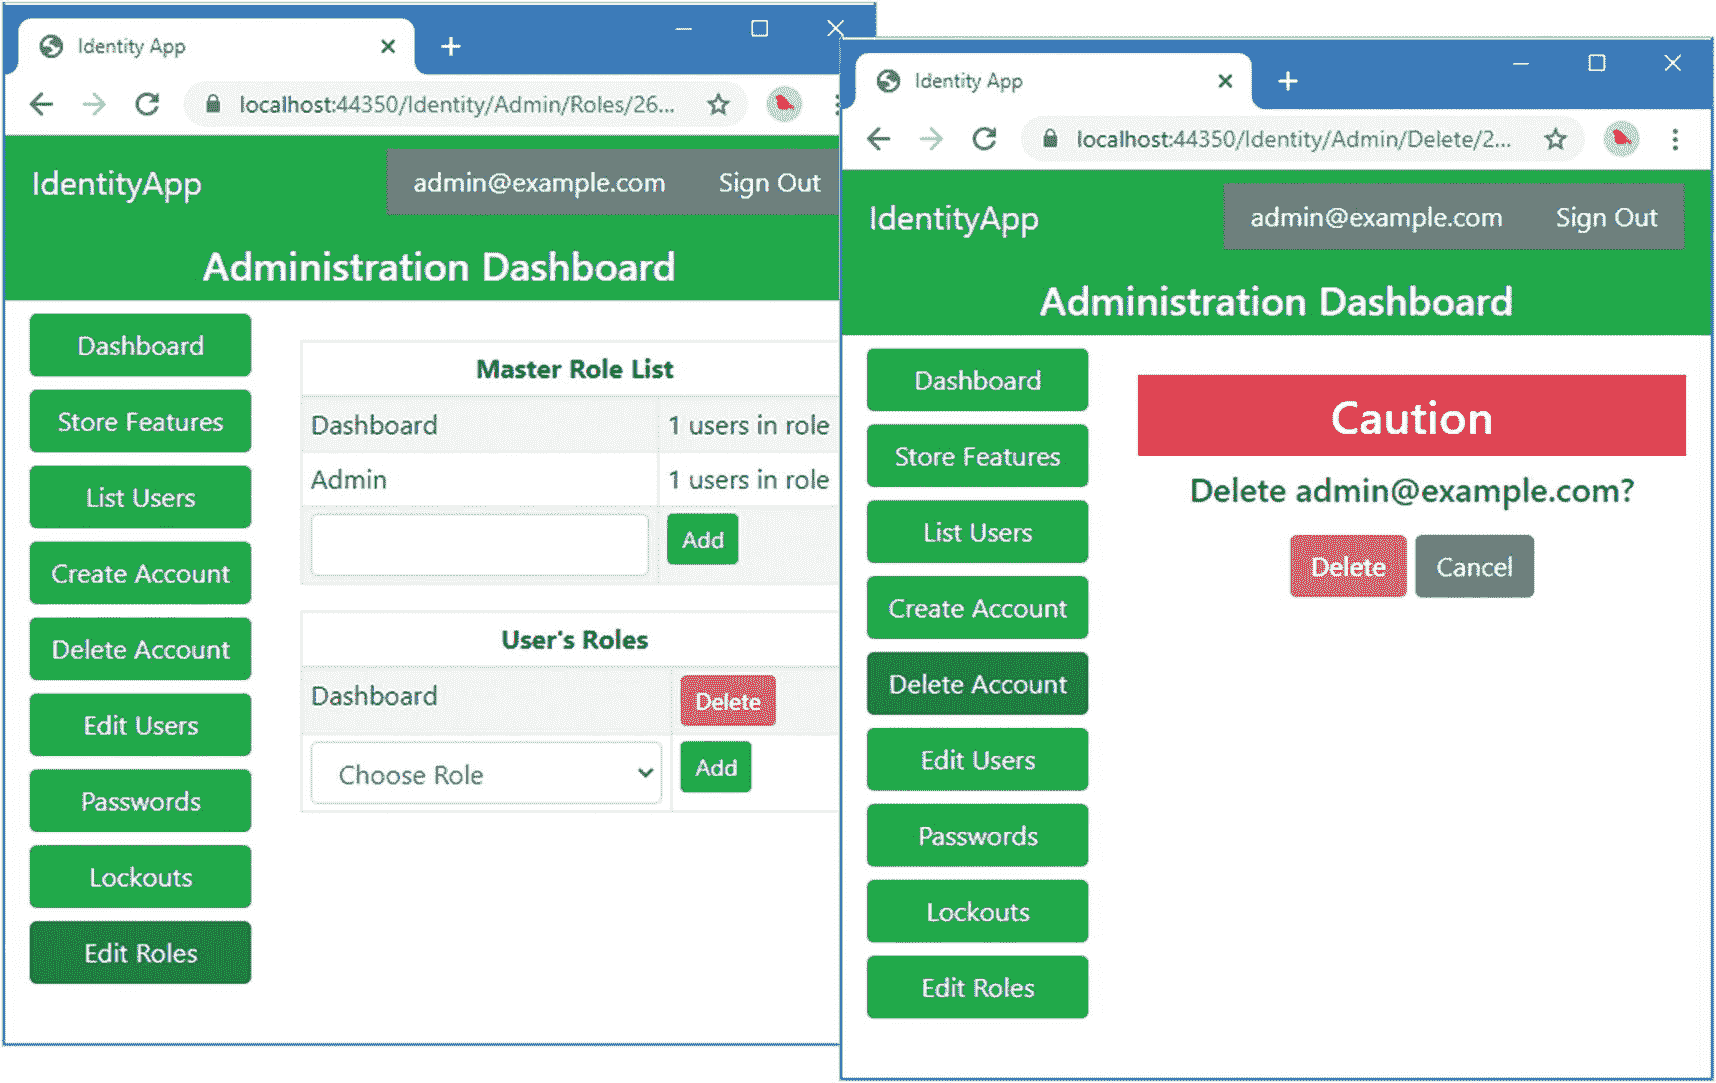 Identity App
localhost:44350/Identity/Admin/Roles/26...
IdentityApp
admin@example.com Sign Out
Administration Dashboard
Dashboard
Store Features
List Users
Create Account
Delete Account
Edit Users
Passwords
Lockouts
Edit Roles
Master Role List
Dashboard 1 users in role
Admin 1 users in role
Add
User's Roles
Dashboard Delete
Choose Role Add
Identity App
localhost:44350/Identity/Admin/Delete/2...
IdentityApp
admin@example.com Sign Out
Administration Dashboard
Dashboard
Store Features
List Users
Create Account
Delete Account
Edit Users
Passwords
Lockouts
Edit Roles
Caution
Delete admin@example.com?
Delete Cancel